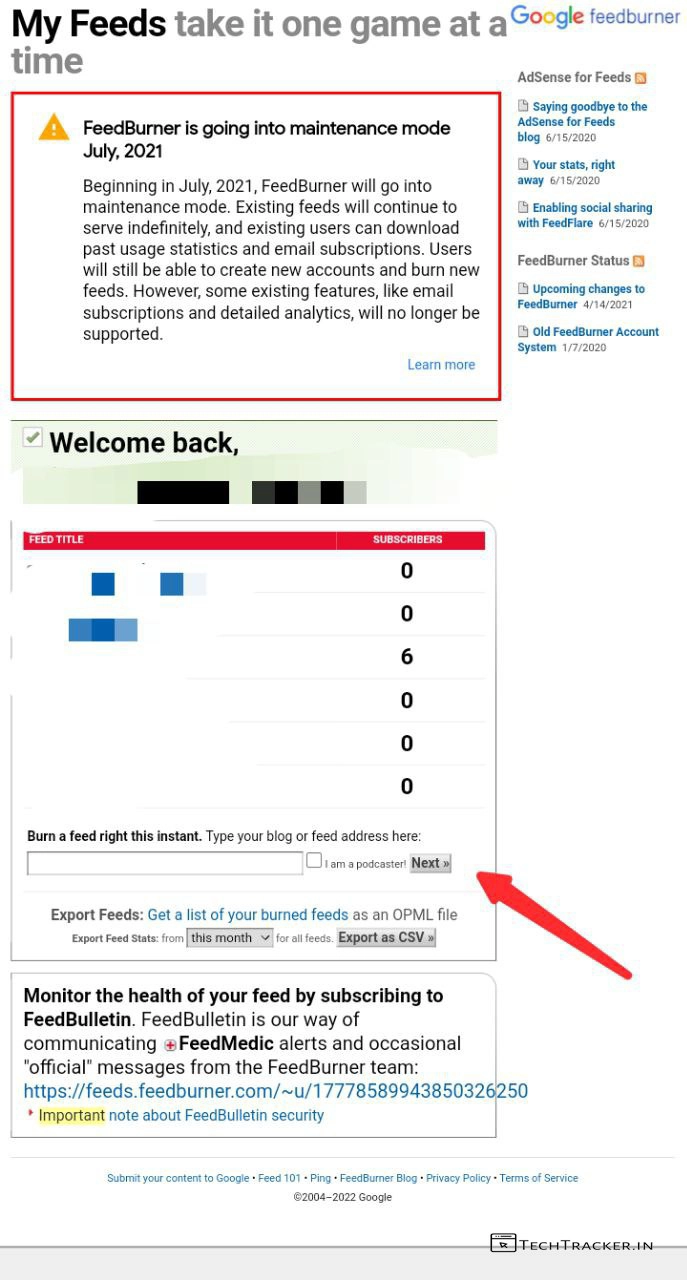 My Feeds take it one game at a
time
Google feedburner
FeedBurner is going into maintenance mode
July, 2021
Beginning in July, 2021, FeedBurner will go into
maintenance mode. Existing feeds will continue to
serve indefinitely, and existing users can download
past usage statistics and email subscriptions. Users
will still be able to create new accounts and burn new
feeds. However, some existing features, like email
subscriptions and detailed analytics, will no longer be
supported.
Learn more
AdSense for Feeds
Saying goodbye to the
AdSense for Feeds
blog 6/15/2020
Your stats, right
away 6/15/2020
Enabling social sharing
with FeedFlare 6/15/2020
FeedBurner Status
Upcoming changes to
FeedBurner 4/14/2021
Old FeedBurner Account
System 1/7/2020
Welcome back,
FEED TITLE SUBSCRIBERS
0
0
6
0
0
0
Burn a feed right this instant. Type your blog or feed address here:
I am a podcaster! Next »
Export Feeds: Get a list of your burned feeds as an OPML file
Export Feed Stats: from this month for all feeds. Export as CSV »
Monitor the health of your feed by subscribing to
FeedBulletin. FeedBulletin is our way of
communicating FeedMedic alerts and occasional
"official" messages from the FeedBurner team:
https://feeds.feedburner.com/~u/17778589943850326250
Important note about FeedBulletin security
Submit your content to Google • Feed 101 • Ping • FeedBurner Blog • Privacy Policy • Terms of Service
©2004–2022 Google
TECHTRACKER.IN